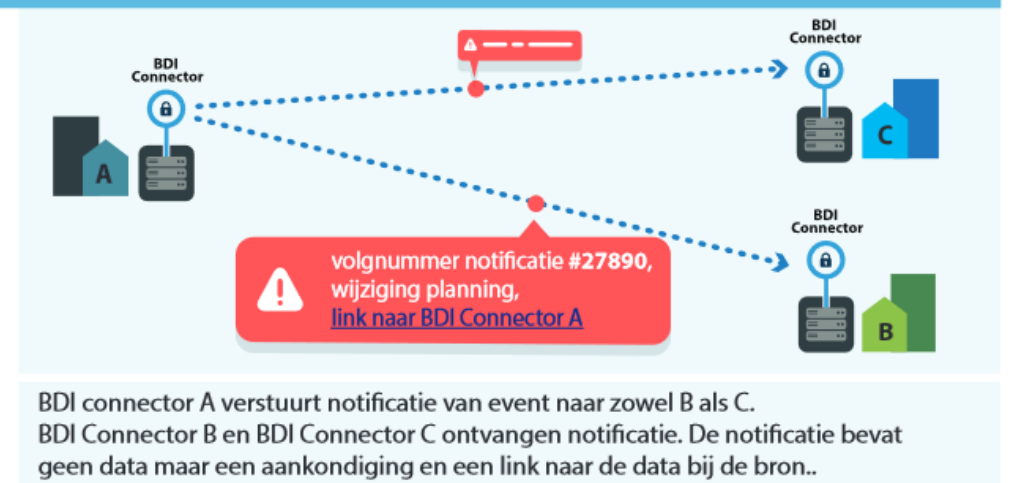 BDI
Connector
BDI
Connector
A
C
BDI
Connector
volgnummer notificatie #27890,
wijziging planning,
link naar BDI Connector A
B
BDI connector A verstuurt notificatie van event naar zowel B als C.
BDI Connector B en BDI Connector C ontvangen notificatie. De notificatie bevat
geen data maar een aankondiging en een link naar de data bij de bron..